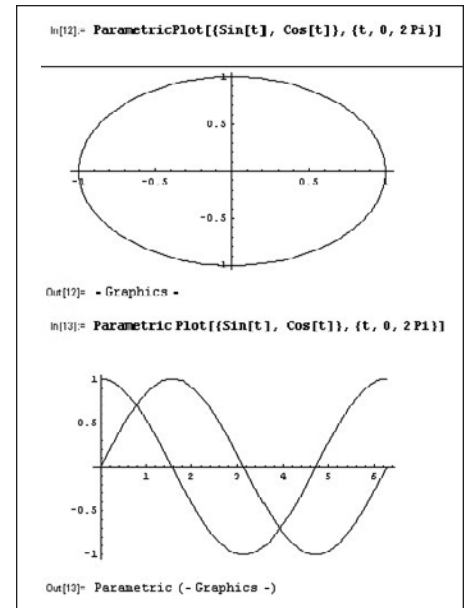 In[12]:= ParametricPlot[{Sin[t], Cos[t]}, {t, 0, 2 Pi}]
1
0.5
-1 -0.5 0.5 1
-0.5
-1
Out[12]= - Graphics -
In[13]:= Parametric Plot[{Sin[t], Cos[t]}, {t, 0, 2 Pi}]
1
0.5
1 2 3 4 5 6
-0.5
-1
Out[13]= Parametric (- Graphics -)